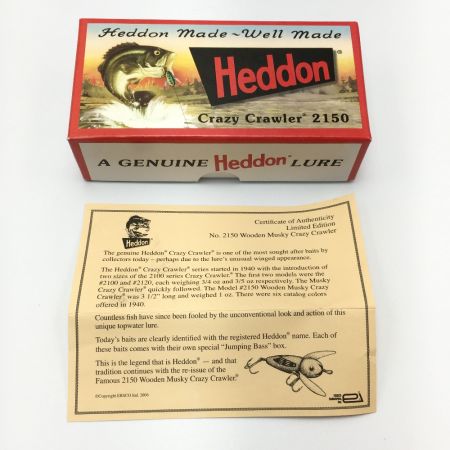 Heddon Made ~ Well Made
Heddon®
Crazy Crawler® 2150
A GENUINE Heddon® LURE
Heddon
Certificate of Authenticity
Limited Edition
No. 2150 Wooden Musky Crazy Crawler
The genuine Heddon® Crazy Crawler® is one of the most sought after baits by
collectors today – perhaps due to the lure's unusual winged appearance.
The Heddon® Crazy Crawler® series started in 1940 with the introduction of
two sizes of the 2100 series Crazy Crawler.® The first two models were the
#2100 and #2120, each weighing 3/4 oz and 3/5 oz respectively. The Musky
Crazy Crawler® quickly followed. The Model #2150 Wooden Musky Crazy
Crawler® was 3 1/2" long and weighed 1 oz. There were six catalog colors
offered in 1940.
Countless fish have since been fooled by the unconventional look and action of this
unique topwater lure.
Today's baits are clearly identified with the registered Heddon® name. Each of
these baits comes with their own special "Jumping Bass" box.
This is the legend that is Heddon® — and that
tradition continues with the re-issue of the
Famous 2150 Wooden Musky Crazy Crawler.®
©Copyright EBSCO Ind. 2006